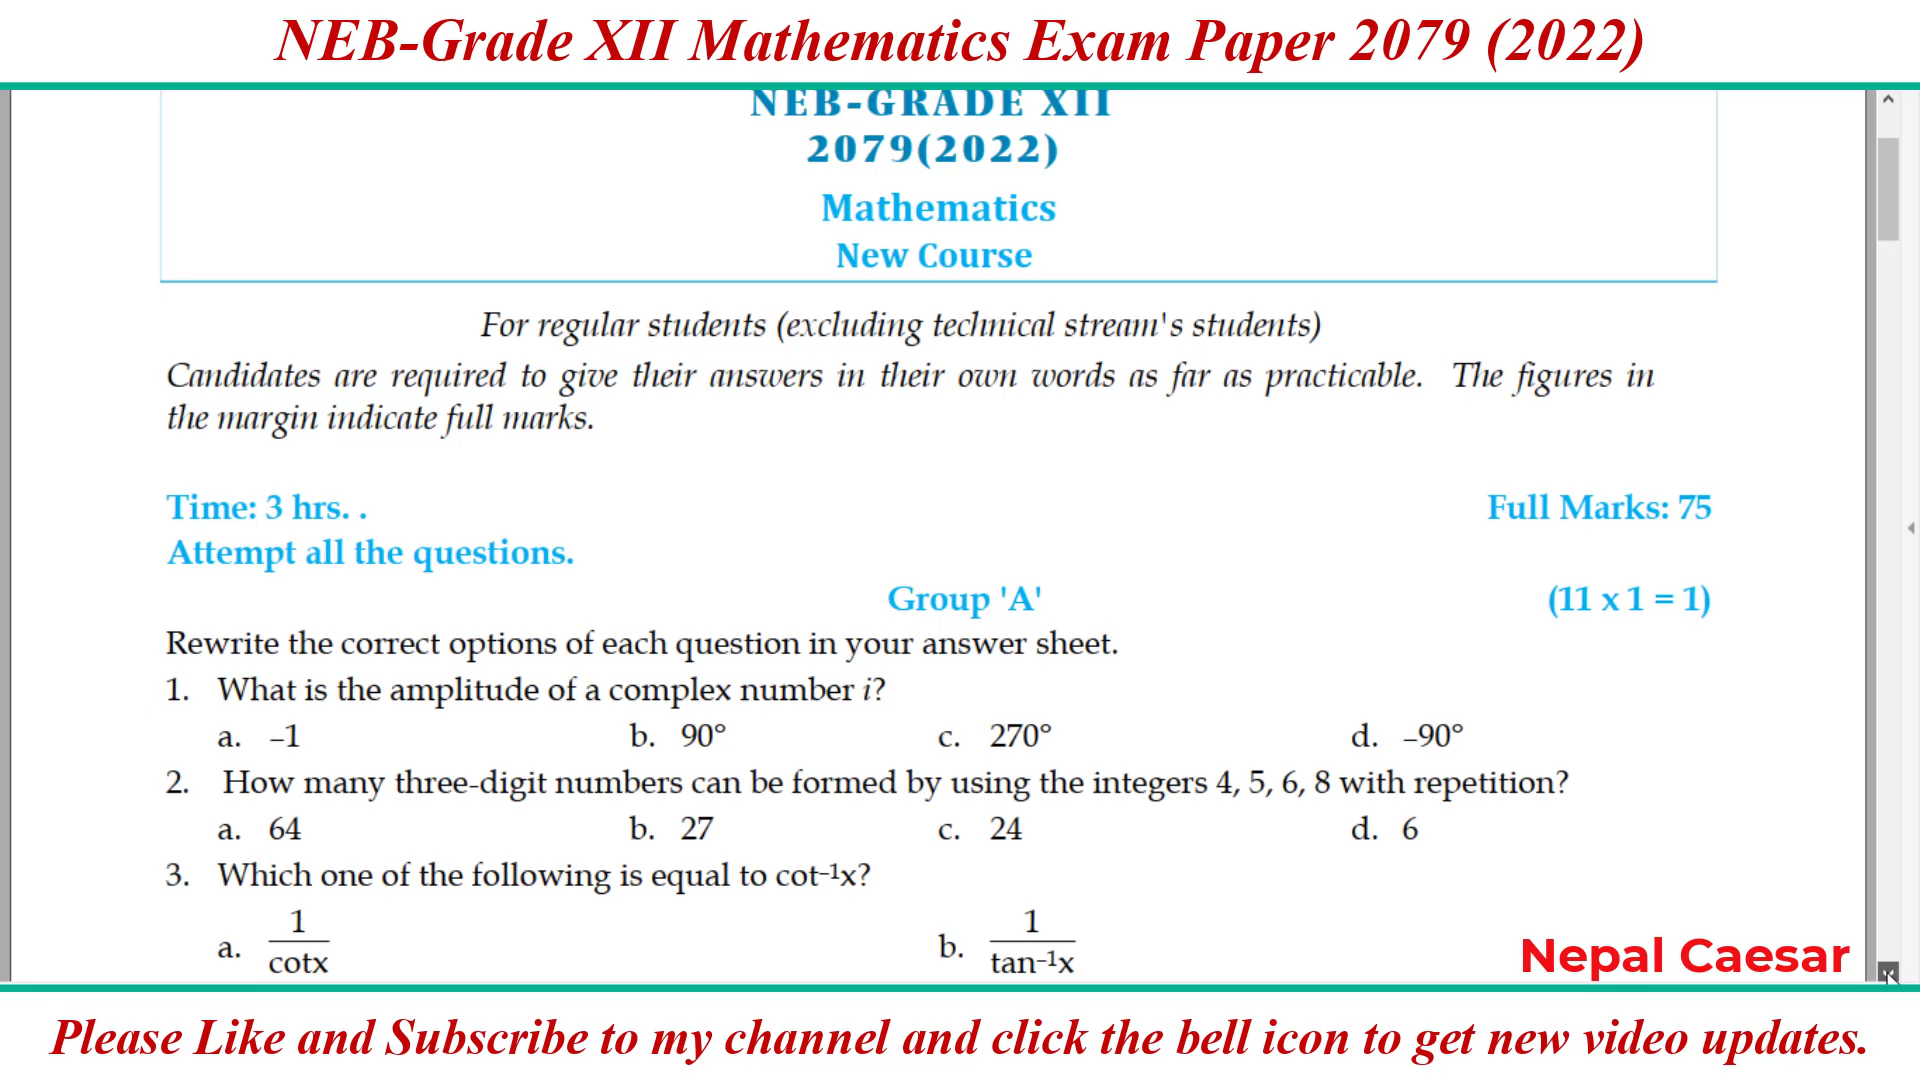 NEB-Grade XII Mathematics Exam Paper 2079 (2022)
NEB-GRADE XII
2079(2022)
Mathematics
New Course
For regular students (excluding technical stream's students)
Candidates are required to give their answers in their own words as far as practicable. The figures in
the margin indicate full marks.
Time: 3 hrs. .
Full Marks: 75
Attempt all the questions.
Group 'A'
(11 x 1 = 1)
Rewrite the correct options of each question in your answer sheet.
1. What is the amplitude of a complex number i?
a. –1 b. 90° c. 270° d. –90°
2. How many three-digit numbers can be formed by using the integers 4, 5, 6, 8 with repetition?
a. 64 b. 27 c. 24 d. 6
3. Which one of the following is equal to cot⁻¹x?
a. 1/cotx b. 1/tan⁻¹x
Nepal Caesar
Please Like and Subscribe to my channel and click the bell icon to get new video updates.